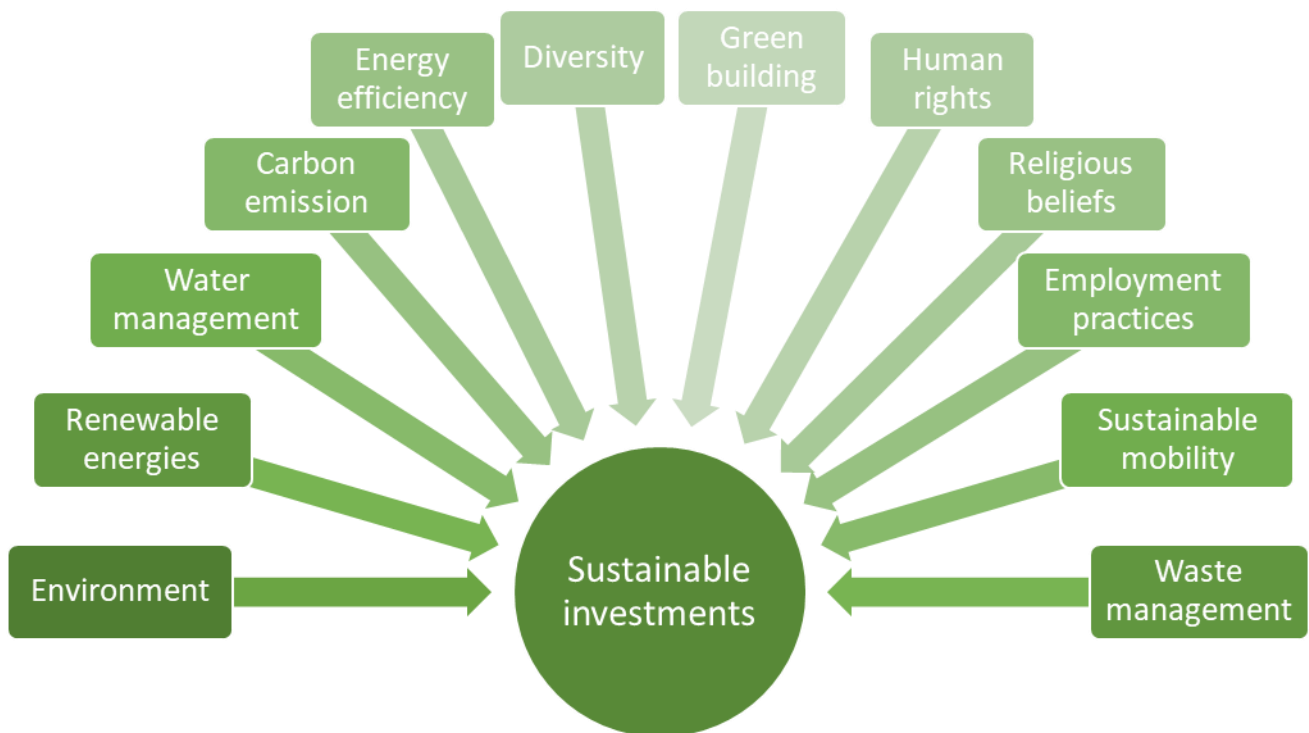 Energy
efficiency
Diversity
Green
building
Human
rights
Carbon
emission
Religious
beliefs
Water
management
Employment
practices
Renewable
energies
Sustainable
mobility
Environment
Sustainable
investments
Waste
management